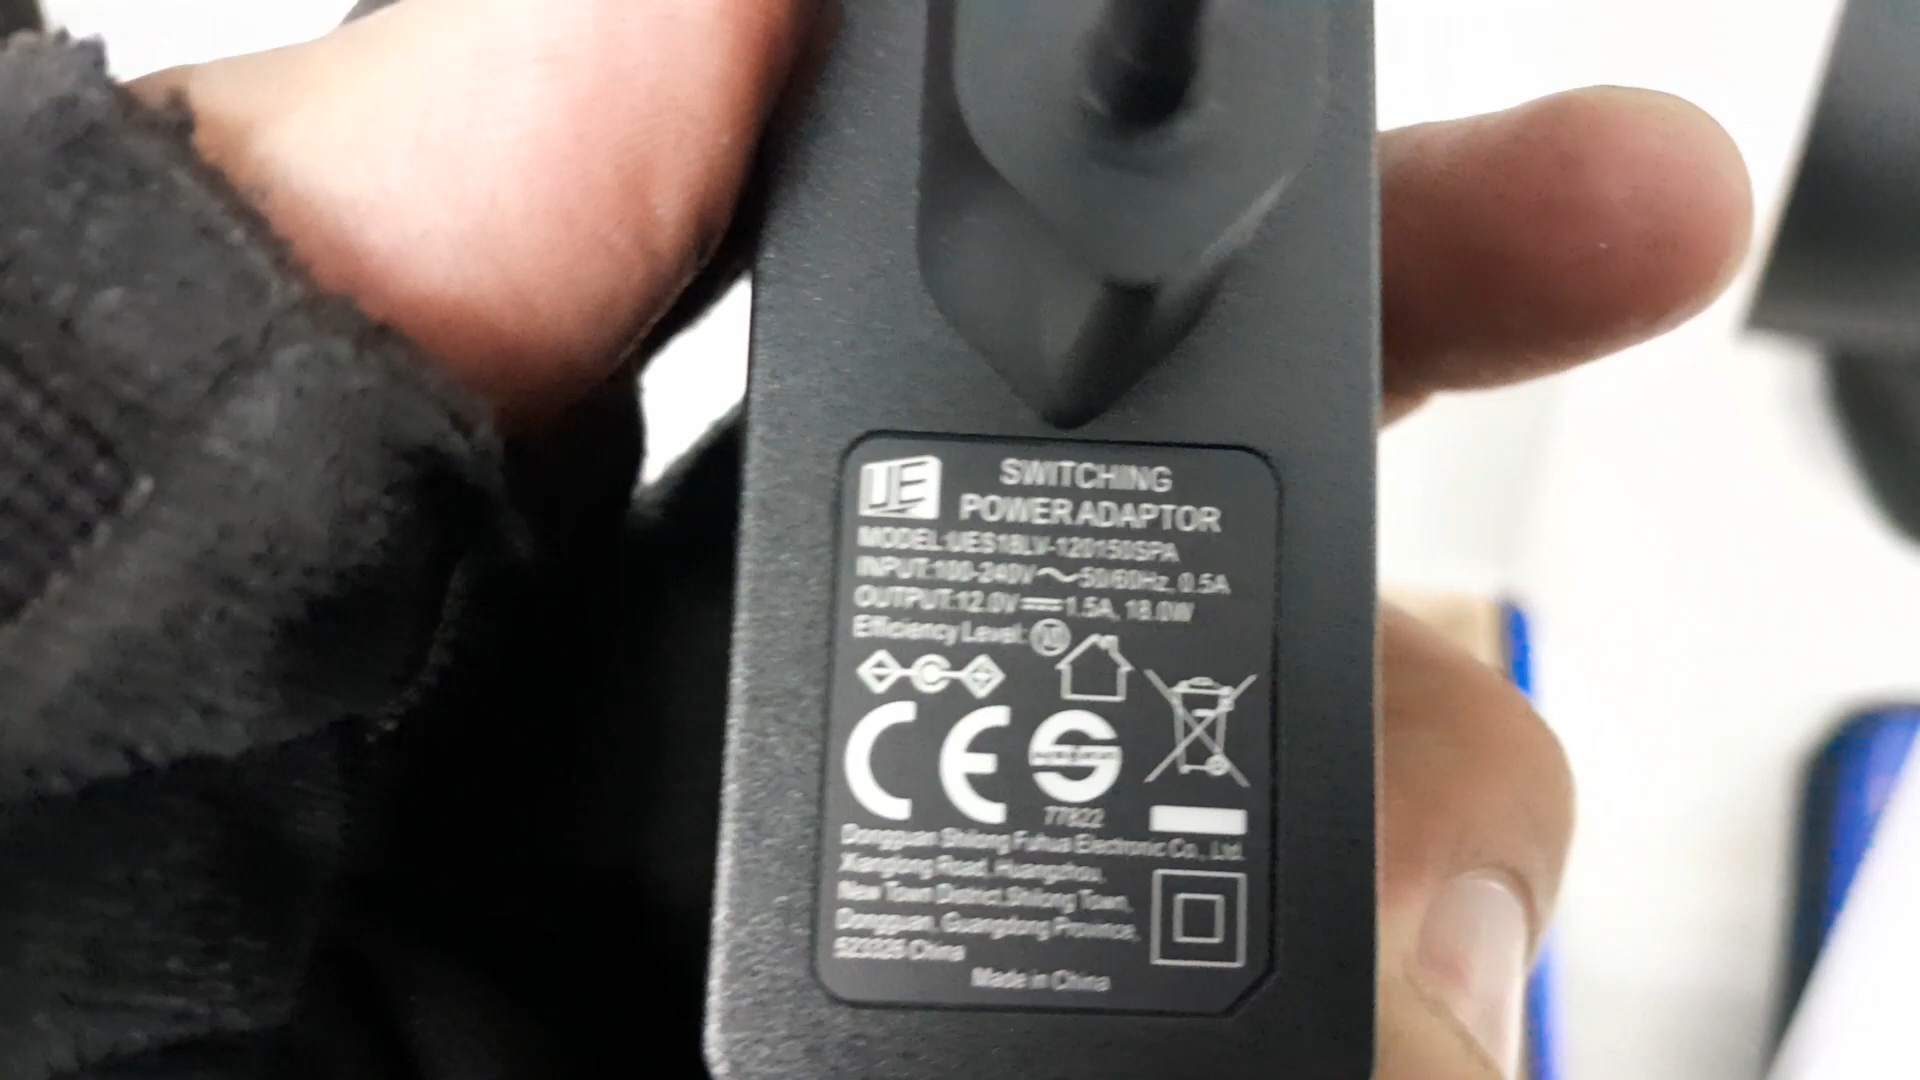 UE
SWITCHING
POWER ADAPTOR
MODEL:UES18LV-120150SPA
INPUT:100-240V~50/60Hz, 0.5A
OUTPUT:12.0V⎓1.5A, 18.0W
Efficiency Level: VI
CE
77822
Dongguan Shilong Fuhua Electronic Co., Ltd.
Xianglong Road, Huangzhou,
New Town District,Shilong Town,
Dongguan, Guangdong Province,
523326 China
Made in China